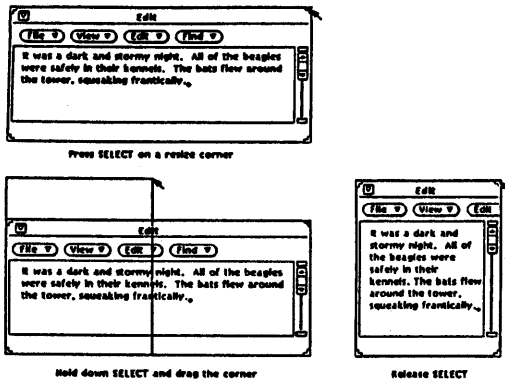 Edit
File View Edit Find
It was a dark and stormy night. All of the beagles
were safely in their kennels. The bats flew around
the tower, squeaking frantically.
Press SELECT on a resize corner
Edit
File View Edit Find
It was a dark and stormy night. All of the beagles
were safely in their kennels. The bats flew around
the tower, squeaking frantically.
Hold down SELECT and drag the corner
Edit
File View Edit
It was a dark and
stormy night. All of
the beagles were
safely in their
kennels. The bats flew
around the tower,
squeaking frantically.
Release SELECT